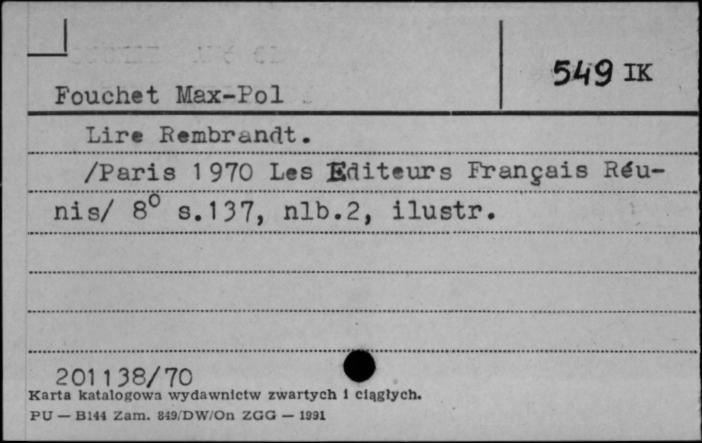 549 IK
Fouchet Max-Pol
Lire Rembrandt.
/Paris 1970 Les Editeurs Français Réu-
nis/ 8° s.137, nlb.2, ilustr.
201138/70
Karta katalogowa wydawnictw zwartych i ciągłych.
PU — B144 Zam. 849/DW/On ZGG — 1991